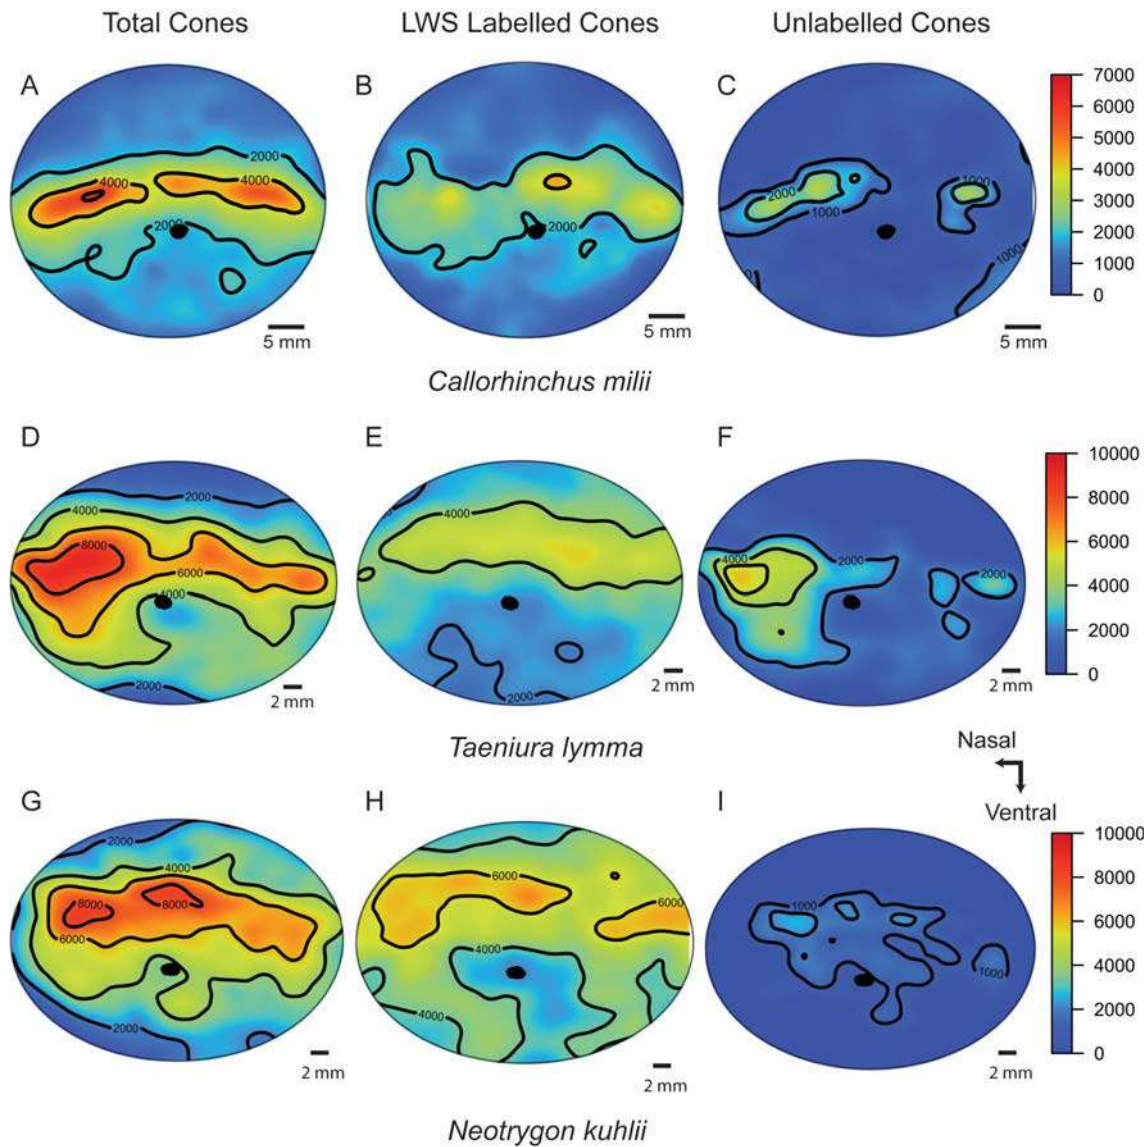 Total Cones LWS Labelled Cones Unlabelled Cones
A B C
2000 4000 4000 2000
2000
2000 1000 1000 1000 1000
7000
6000
5000
4000
3000
2000
1000
0
5 mm 5 mm 5 mm
Callorhinchus milii
D E F
2000 4000 8000 6000 4000 2000
4000 2000
4000 2000 2000
10000
8000
6000
4000
2000
0
2 mm 2 mm 2 mm
Taeniura lymma
Nasal
Ventral
G H I
2000 4000 8000 8000 6000 2000
6000 6000 4000 4000
1000 1000
10000
8000
6000
4000
2000
0
2 mm 2 mm 2 mm
Neotrygon kuhlii